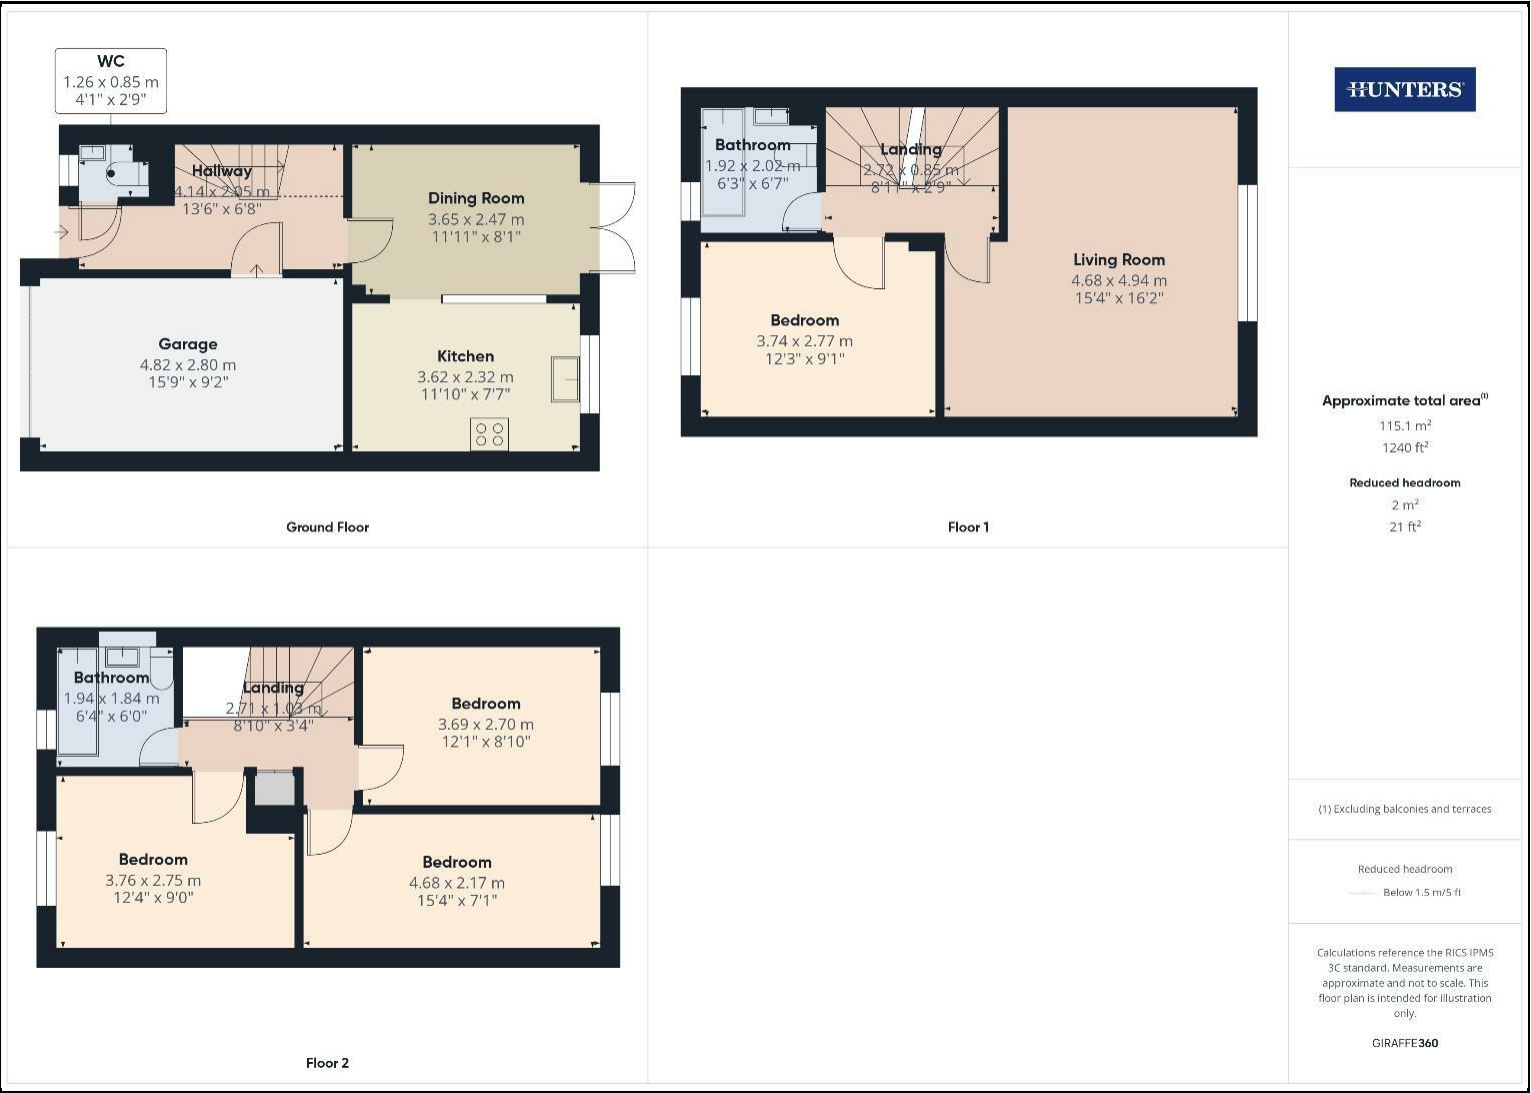 WC
1.26 x 0.85 m
4'1" x 2'9"
Hallway
4.14 x 2.05 m
13'6" x 6'8"
Dining Room
3.65 x 2.47 m
11'11" x 8'1"
Garage
4.82 x 2.80 m
15'9" x 9'2"
Kitchen
3.62 x 2.32 m
11'10" x 7'7"
Ground Floor
Bathroom
1.92 x 2.02 m
6'3" x 6'7"
Landing
2.72 x 0.85 m
8'11" x 2'9"
Living Room
4.68 x 4.94 m
15'4" x 16'2"
Bedroom
3.74 x 2.77 m
12'3" x 9'1"
Floor 1
Bathroom
1.94 x 1.84 m
6'4" x 6'0"
Landing
2.71 x 1.03 m
8'10" x 3'4"
Bedroom
3.69 x 2.70 m
12'1" x 8'10"
Bedroom
3.76 x 2.75 m
12'4" x 9'0"
Bedroom
4.68 x 2.17 m
15'4" x 7'1"
Floor 2
HUNTERS®
Approximate total area⁽¹⁾
115.1 m²
1240 ft²
Reduced headroom
2 m²
21 ft²
(1) Excluding balconies and terraces
Reduced headroom
Below 1.5 m/5 ft
Calculations reference the RICS IPMS
3C standard. Measurements are
approximate and not to scale. This
floor plan is intended for illustration
only.
GIRAFFE360